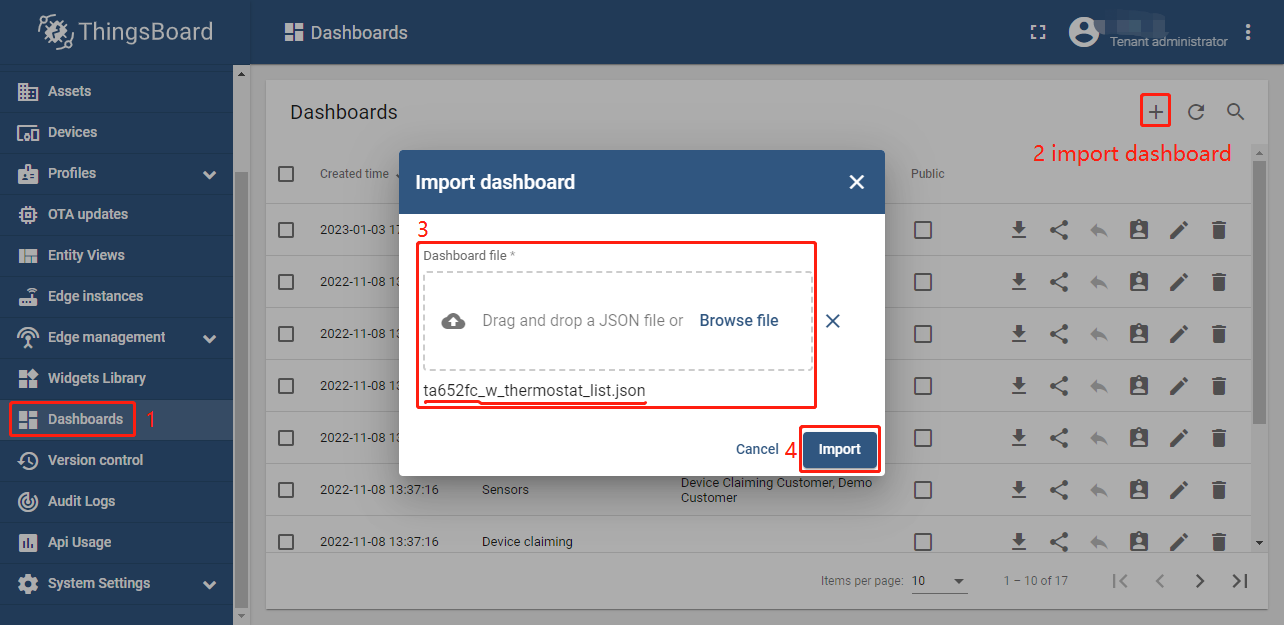 ThingsBoard
Dashboards
Tenant administrator
Assets
Devices
Profiles
OTA updates
Entity Views
Edge instances
Edge management
Widgets Library
Dashboards
1
Version control
Audit Logs
Api Usage
System Settings
Dashboards
2 import dashboard
Created time
Public
2023-01-03 1
2022-11-08 13
2022-11-08 13
2022-11-08 13
2022-11-08 13
Import dashboard
3
Dashboard file *
Drag and drop a JSON file or Browse file
ta652fc_w_thermostat_list.json
Cancel
4
Import
2022-11-08 13:37:16 Sensors Device Claiming Customer, Demo
Customer
2022-11-08 13:37:16 Device claiming
Items per page: 10 1 – 10 of 17